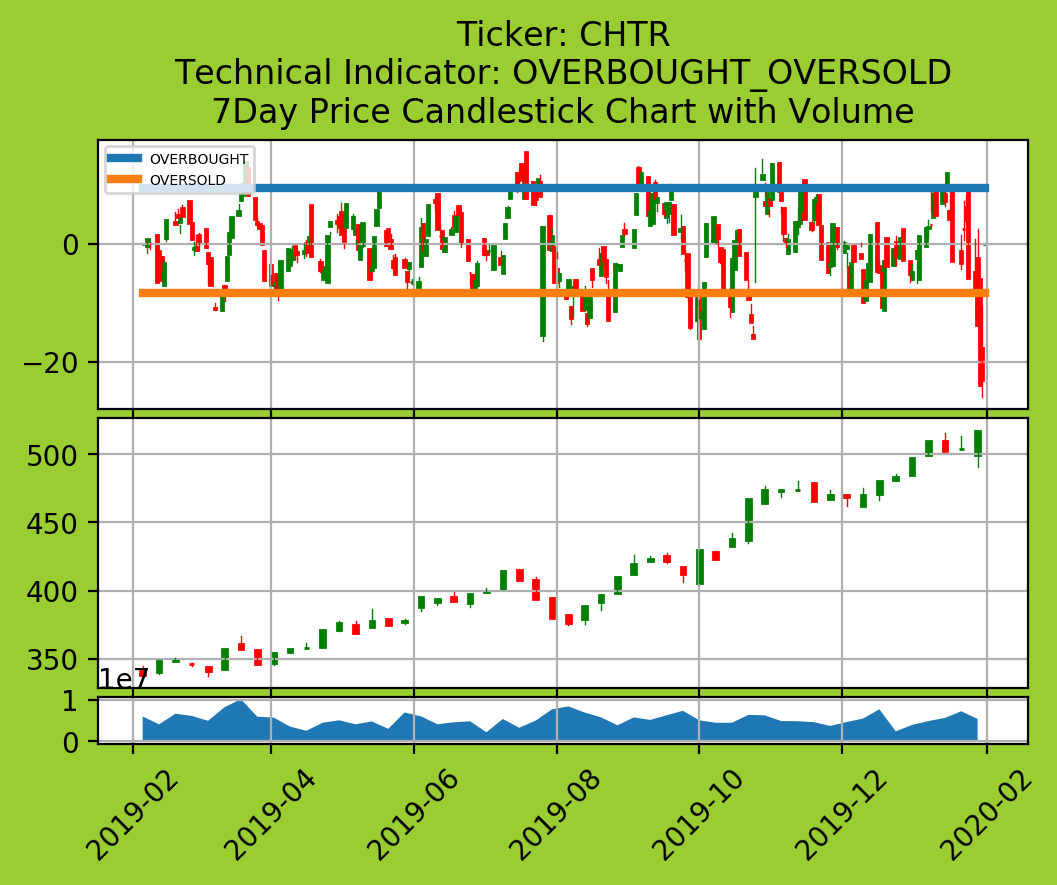 Ticker: CHTR
Technical Indicator: OVERBOUGHT_OVERSOLD
7Day Price Candlestick Chart with Volume
OVERBOUGHT
OVERSOLD
0
−20
500
450
400
350
1e7
1
0
2019-02
2019-04
2019-06
2019-08
2019-10
2019-12
2020-02